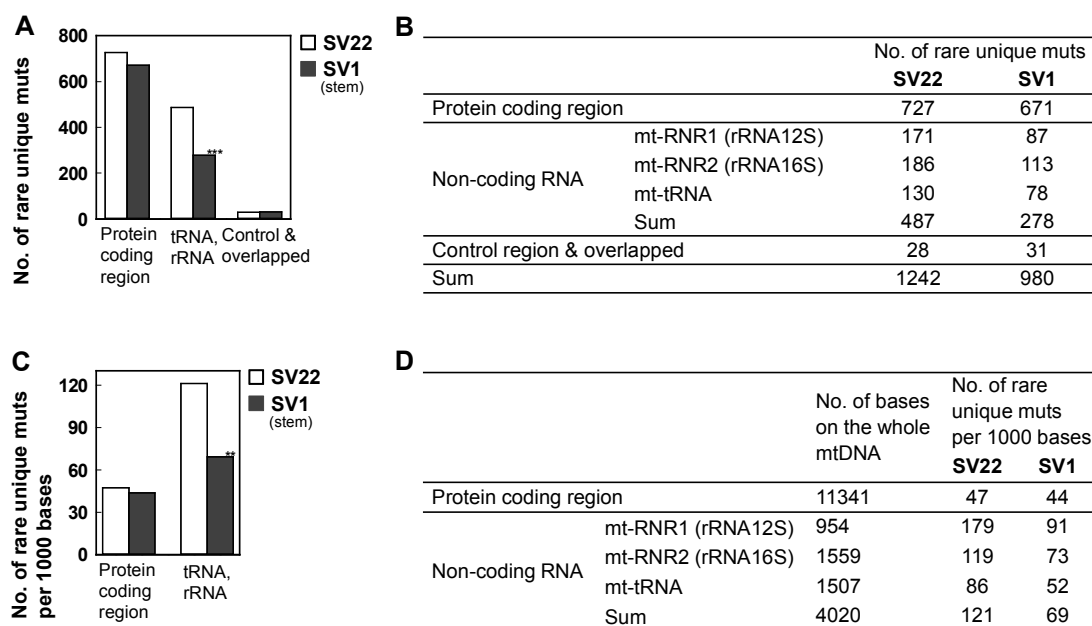 A
No. of rare unique muts
800
600
400
200
0
***
Protein
coding
region
tRNA,
rRNA
Control &
overlapped
SV22
SV1
(stem)
B
No. of rare unique muts
SV22 SV1
Protein coding region 727 671
Non-coding RNA
mt-RNR1 (rRNA12S) 171 87
mt-RNR2 (rRNA16S) 186 113
mt-tRNA 130 78
Sum 487 278
Control region & overlapped 28 31
Sum 1242 980
C
No. of rare unique muts
per 1000 bases
120
90
60
30
0
**
Protein
coding
region
tRNA,
rRNA
SV22
SV1
(stem)
D
No. of bases
on the whole
mtDNA
No. of rare
unique muts
per 1000 bases
SV22 SV1
Protein coding region 11341 47 44
Non-coding RNA
mt-RNR1 (rRNA12S) 954 179 91
mt-RNR2 (rRNA16S) 1559 119 73
mt-tRNA 1507 86 52
Sum 4020 121 69